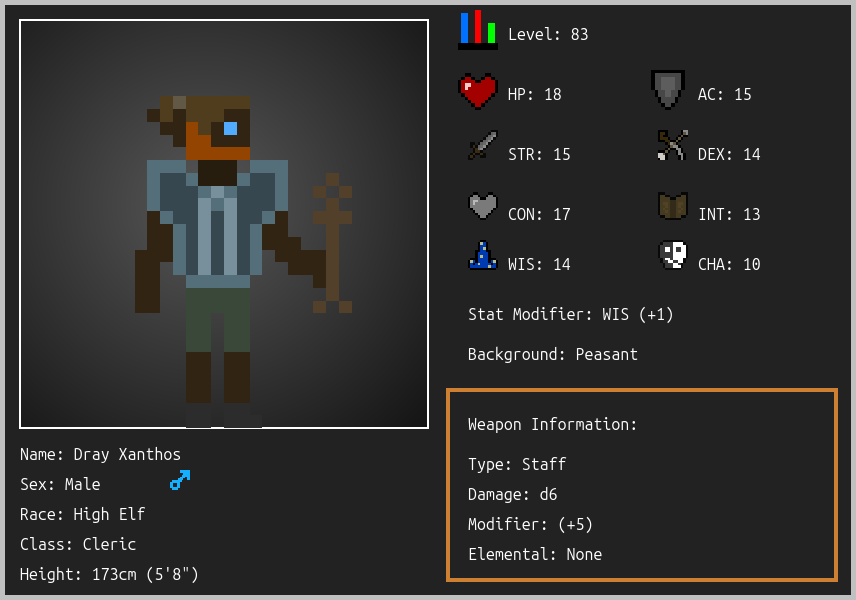 Level: 83
HP: 18
AC: 15
STR: 15
DEX: 14
CON: 17
INT: 13
WIS: 14
CHA: 10
Stat Modifier: WIS (+1)
Background: Peasant
Weapon Information:
Type: Staff
Damage: d6
Modifier: (+5)
Elemental: None
Name: Dray Xanthos
Sex: Male
Race: High Elf
Class: Cleric
Height: 173cm (5'8")